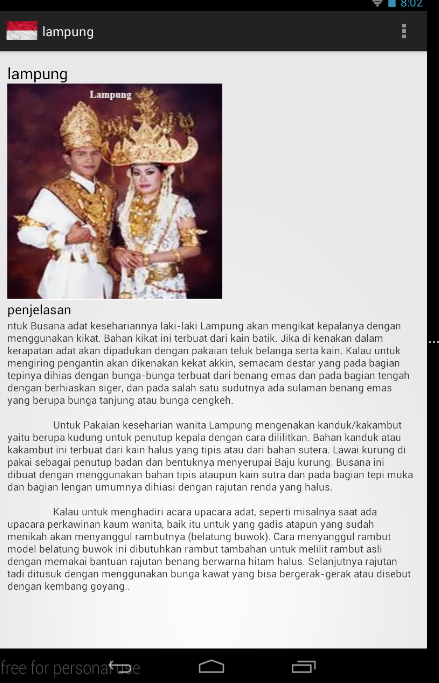 8:02
lampung
lampung
Lampung
penjelasan
ntuk Busana adat kesehariannya laki-laki Lampung akan mengikat kepalanya dengan
menggunakan kikat. Bahan kikat ini terbuat dari kain batik. Jika di kenakan dalam
kerapatan adat akan dipadukan dengan pakaian teluk belanga serta kain. Kalau untuk
mengiring pengantin akan dikenakan kekat akkin, semacam destar yang pada bagian
tepinya dihias dengan bunga-bunga terbuat dari benang emas dan pada bagian tengah
dengan berhiaskan siger, dan pada salah satu sudutnya ada sulaman benang emas
yang berupa bunga tanjung atau bunga cengkeh.
Untuk Pakaian keseharian wanita Lampung mengenakan kanduk/kakambut
yaitu berupa kudung untuk penutup kepala dengan cara dililitkan. Bahan kanduk atau
kakambut ini terbuat dari kain halus yang tipis atau dari bahan sutera. Lawai kurung di
pakai sebagai penutup badan dan bentuknya menyerupai Baju kurung. Busana ini
dibuat dengan menggunakan bahan tipis ataupun kain sutra dan pada bagian tepi muka
dan bagian lengan umumnya dihiasi dengan rajutan renda yang halus.
Kalau untuk menghadiri acara upacara adat, seperti misalnya saat ada
upacara perkawinan kaum wanita, baik itu untuk yang gadis atapun yang sudah
menikah akan menyanggul rambutnya (belatung buwok). Cara menyanggul rambut
model belatung buwok ini dibutuhkan rambut tambahan untuk melilit rambut asli
dengan memakai bantuan rajutan benang berwarna hitam halus. Selanjutnya rajutan
tadi ditusuk dengan menggunakan bunga kawat yang bisa bergerak-gerak atau disebut
dengan kembang goyang..
free for personal use